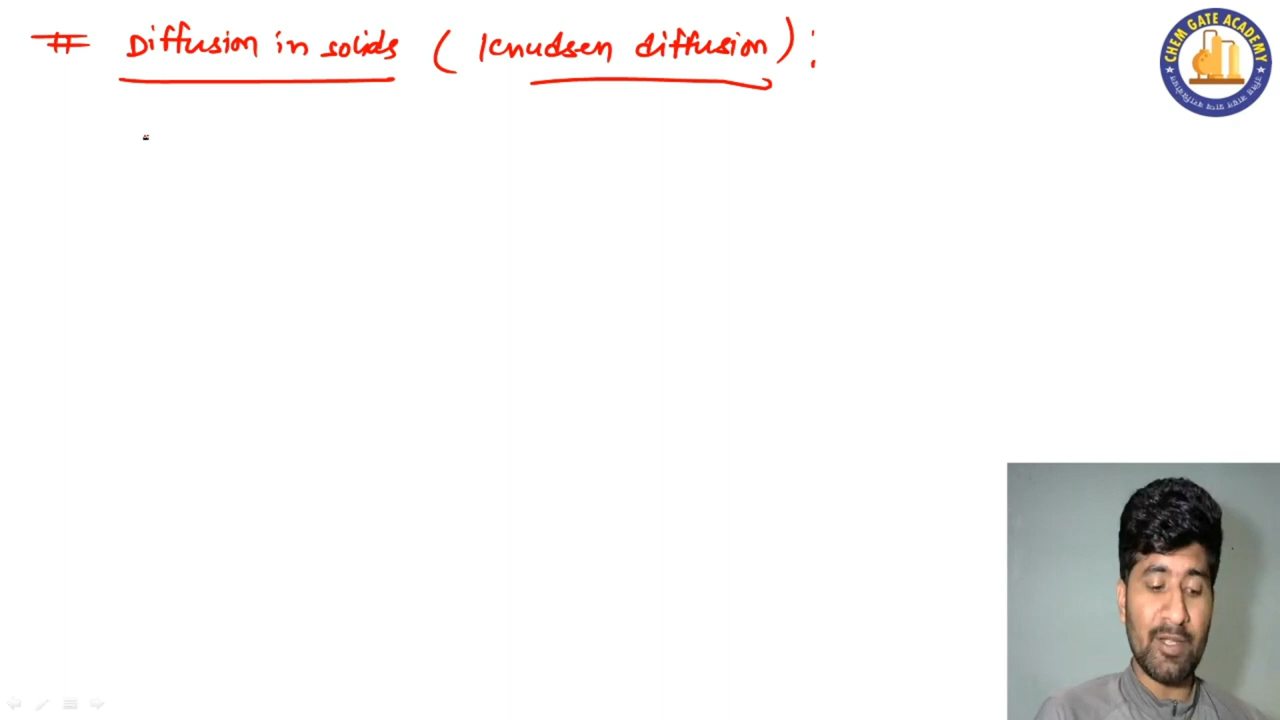 # Diffusion in solids ( Knudsen diffusion ) :
CHEM GATE ACADEMY